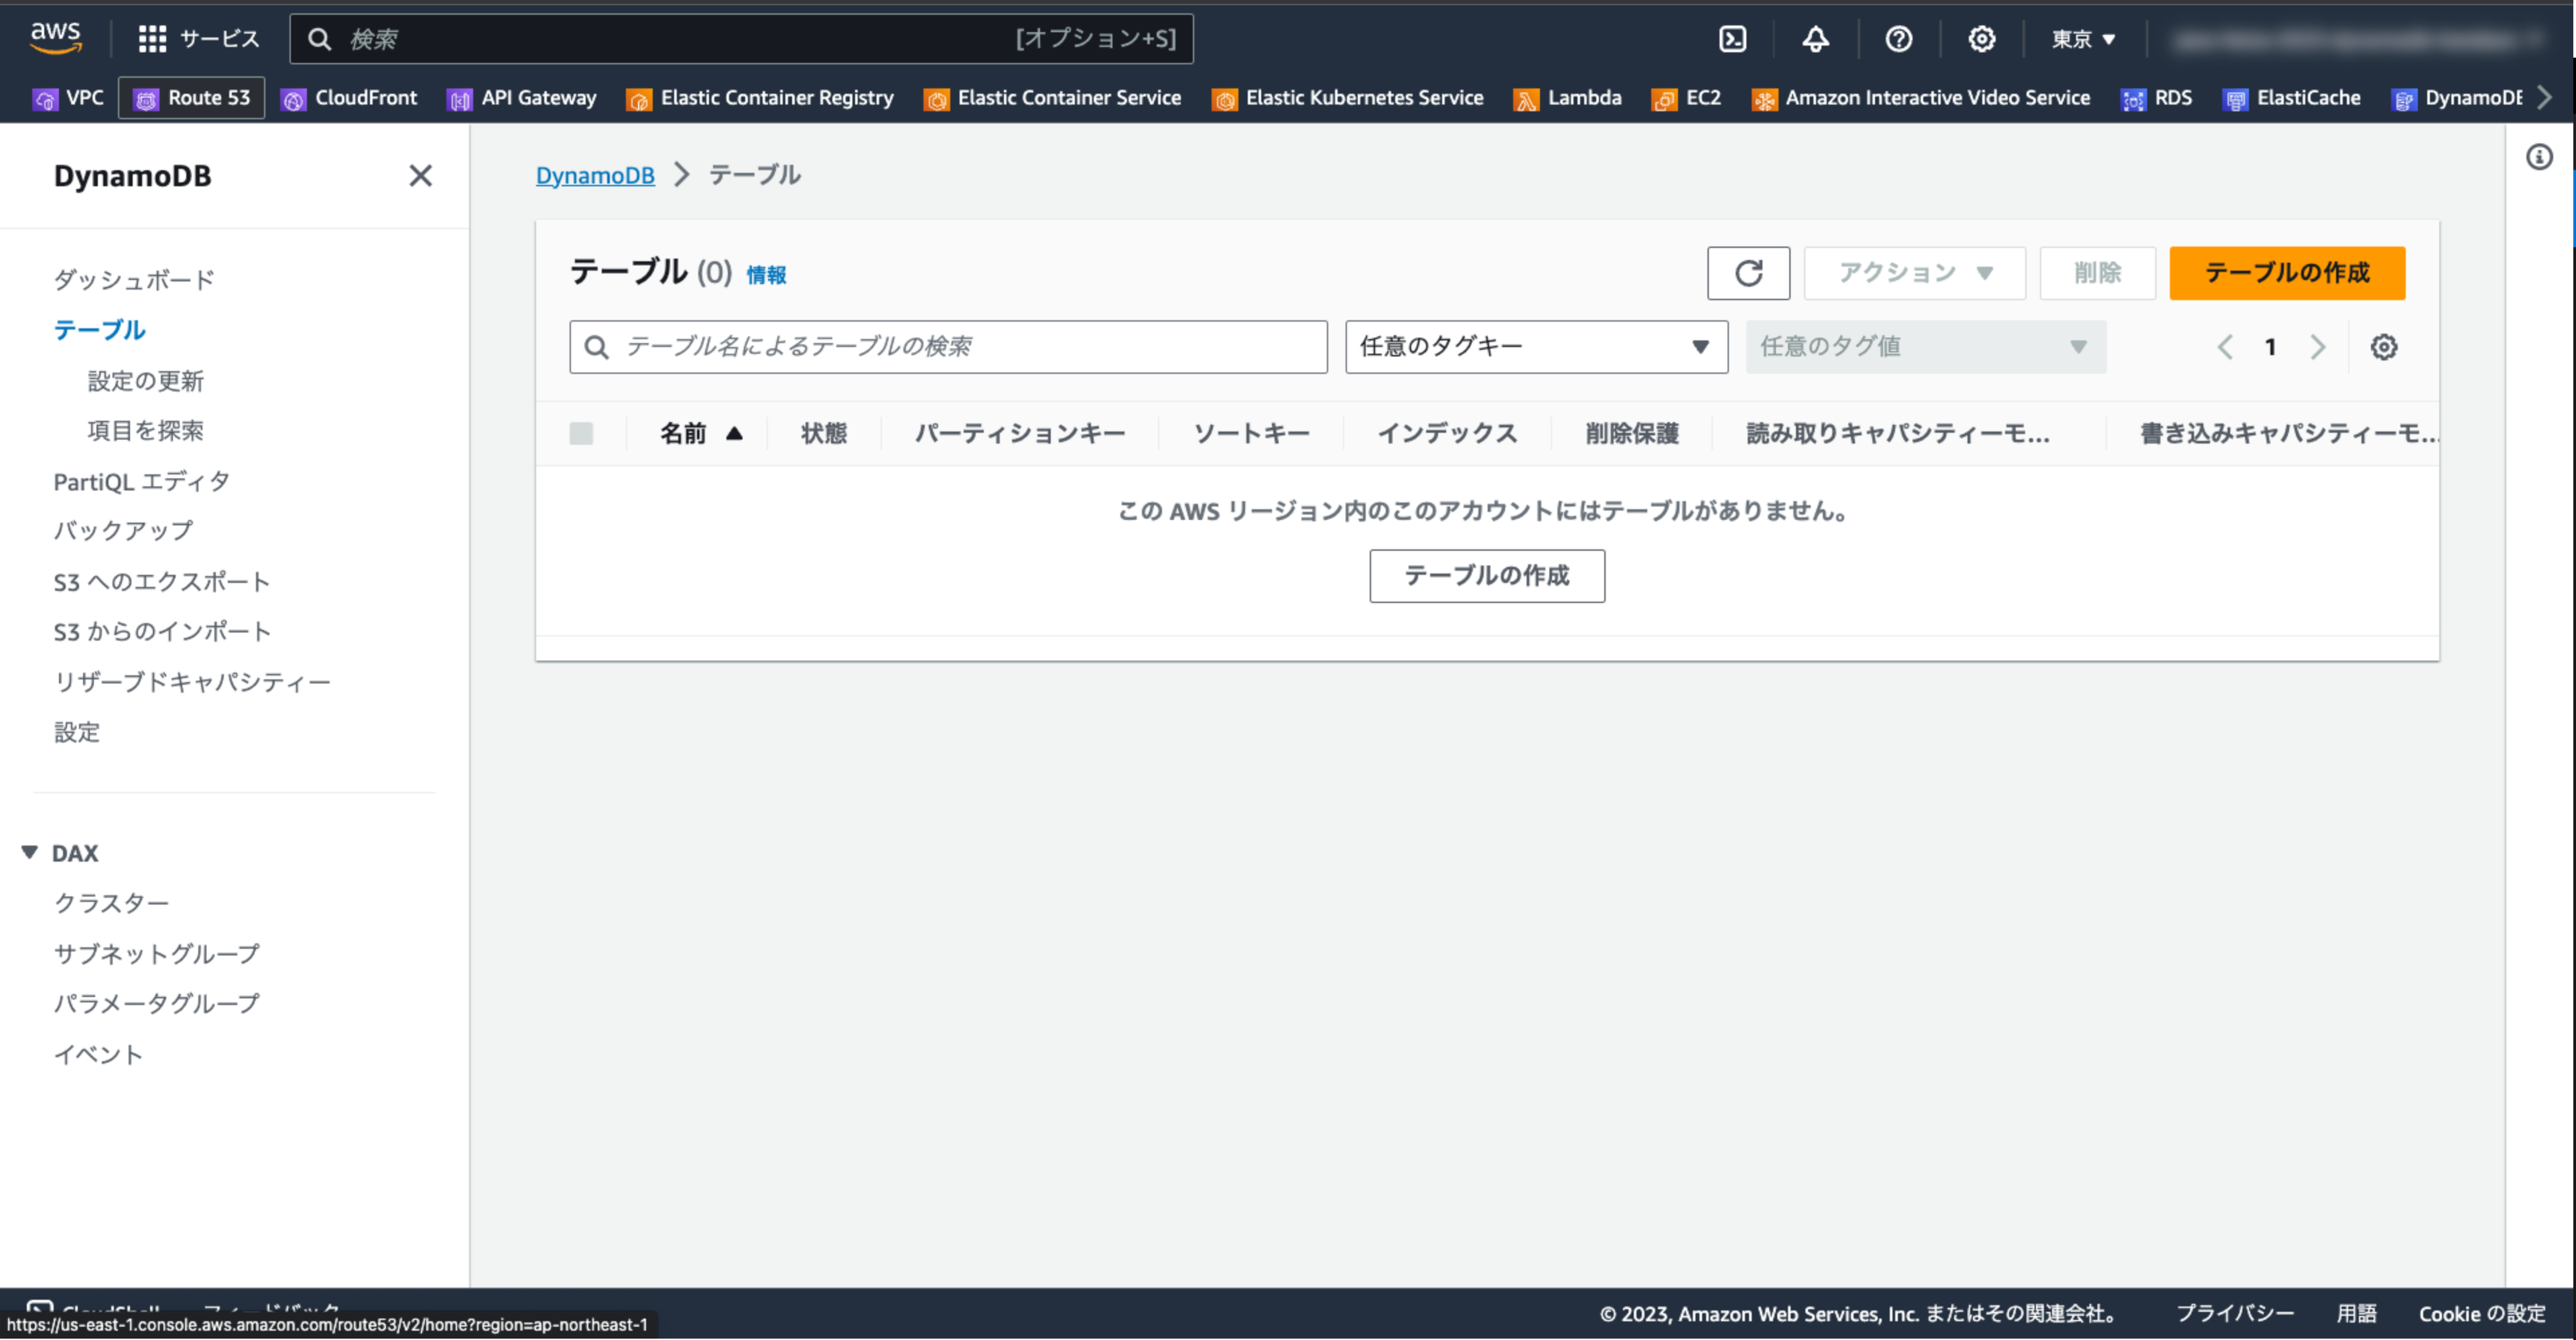 aws
サービス
検索
[オプション+S]
東京
VPC
Route 53
CloudFront
API Gateway
Elastic Container Registry
Elastic Container Service
Elastic Kubernetes Service
Lambda
EC2
Amazon Interactive Video Service
RDS
ElastiCache
DynamoDB
DynamoDB
ダッシュボード
テーブル
設定の更新
項目を探索
PartiQL エディタ
バックアップ
S3 へのエクスポート
S3 からのインポート
リザーブドキャパシティー
設定
DAX
クラスター
サブネットグループ
パラメータグループ
イベント
DynamoDB
テーブル
テーブル (0) 情報
アクション
削除
テーブルの作成
テーブル名によるテーブルの検索
任意のタグキー
任意のタグ値
1
名前
状態
パーティションキー
ソートキー
インデックス
削除保護
読み取りキャパシティーモ...
書き込みキャパシティーモ...
この AWS リージョン内のこのアカウントにはテーブルがありません。
テーブルの作成
CloudShell
フィードバック
https://us-east-1.console.aws.amazon.com/route53/v2/home?region=ap-northeast-1
© 2023, Amazon Web Services, Inc. またはその関連会社。
プライバシー
用語
Cookie の設定